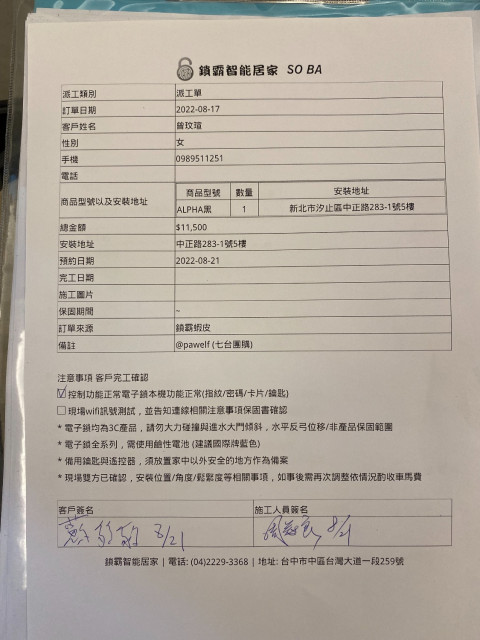 鎖霸智能居家 SO BA
派工類別 派工單
訂單日期 2022-08-17
客戶姓名 曾玟瑄
性別 女
手機 0989511251
電話
商品型號以及安裝地址 商品型號 數量 安裝地址
ALPHA黑 1 新北市汐止區中正路283-1號5樓
總金額 $11,500
安裝地址 中正路283-1號5樓
預約日期 2022-08-21
完工日期
施工圖片
保固期間 ~
訂單來源 鎖霸蝦皮
備註 @pawelf (七台團購)
注意事項 客戶完工確認
控制功能正常電子鎖本機功能正常(指紋/密碼/卡片/鑰匙)
現場wifi訊號測試，並告知連線相關注意事項保固書確認
* 電子鎖均為3C產品，請勿大力碰撞與進水大門傾斜，水平反弓位移/非產品保固範圍
* 電子鎖全系列，需使用鹼性電池 (建議國際牌藍色)
* 備用鑰匙與遙控器，須放置家中以外安全的地方作為備案
* 現場雙方已確認，安裝位置/角度/鬆緊度等相關事項，如事後需再次調整依情況酌收車馬費
客戶簽名 施工人員簽名
8/21 8/21
鎖霸智能居家 | 電話: (04)2229-3368 | 地址: 台中市中區台灣大道一段259號